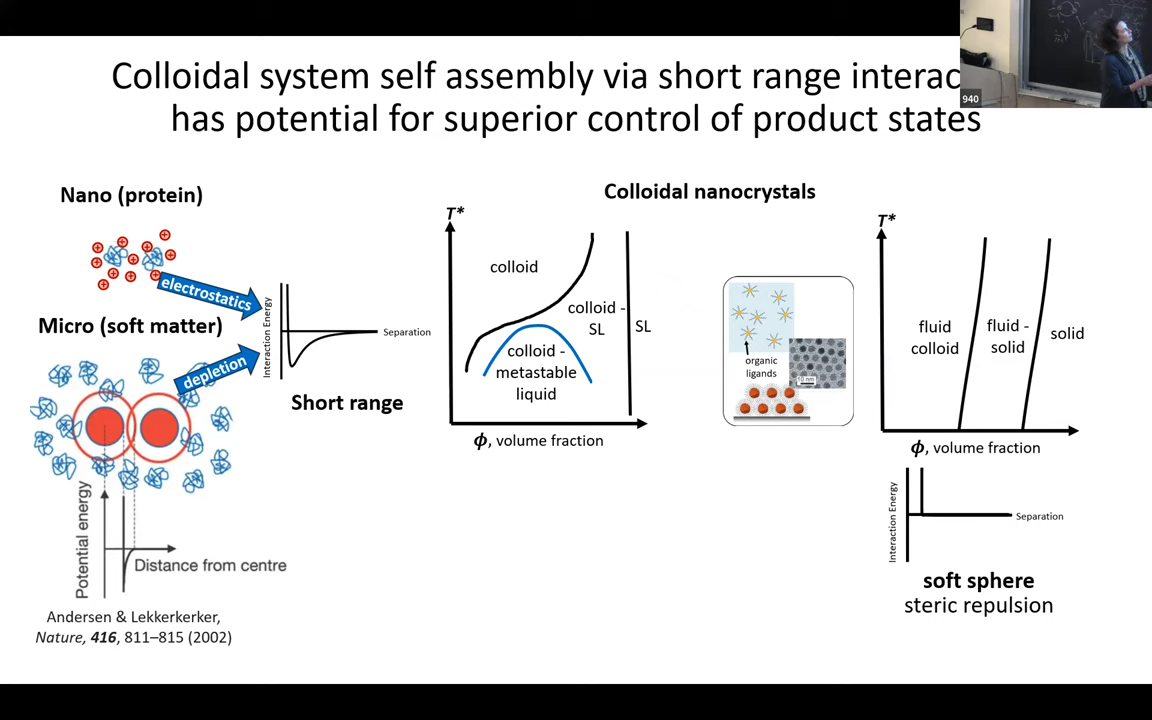 Colloidal system self assembly via short range
has potential for superior control of product states
940
Nano (protein)
electrostatics
Micro (soft matter)
depletion
Interaction Energy
Separation
Short range
Potential energy
Distance from centre
Andersen & Lekkerkerker,
Nature, 416, 811–815 (2002)
Colloidal nanocrystals
T*
colloid
colloid -
SL
SL
colloid -
metastable
liquid
ϕ, volume fraction
organic
ligands
10 nm
T*
fluid
colloid
fluid -
solid
solid
ϕ, volume fraction
Interaction Energy
Separation
soft sphere
steric repulsion